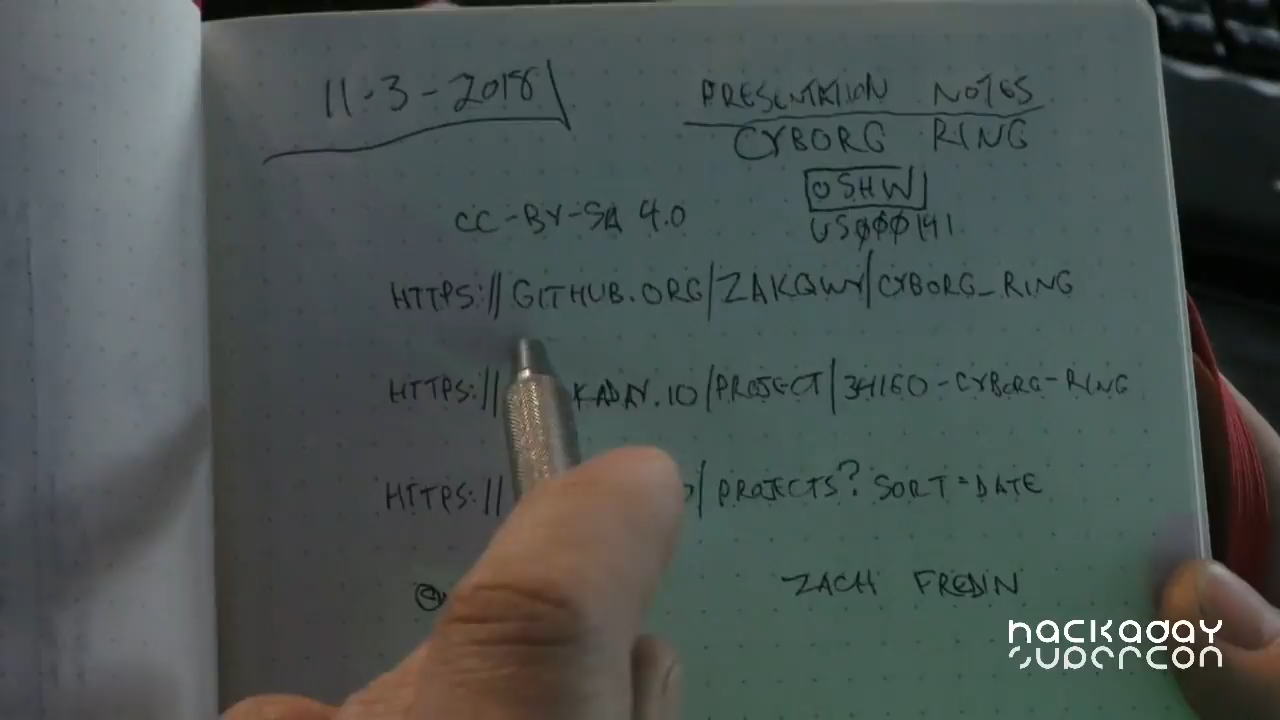 11-3-2018
PRESENTATION NOTES
CYBORG RING
OSHW
US000141
CC-BY-SA 4.0
HTTPS://GITHUB.ORG/ZAKQWY/CYBORG_RING
HTTPS:// KADAY.IO/PROJECT/34160-CYBORG-RING
HTTPS:// /PROJECTS?SORT=DATE
@
ZACH FREDIN
hackaday
supercon